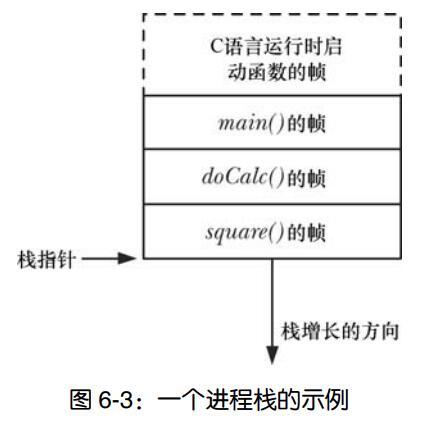 C语言运行时启
动函数的帧
main()的帧
doCalc()的帧
square()的帧
栈指针
栈增长的方向
图 6-3：一个进程栈的示例